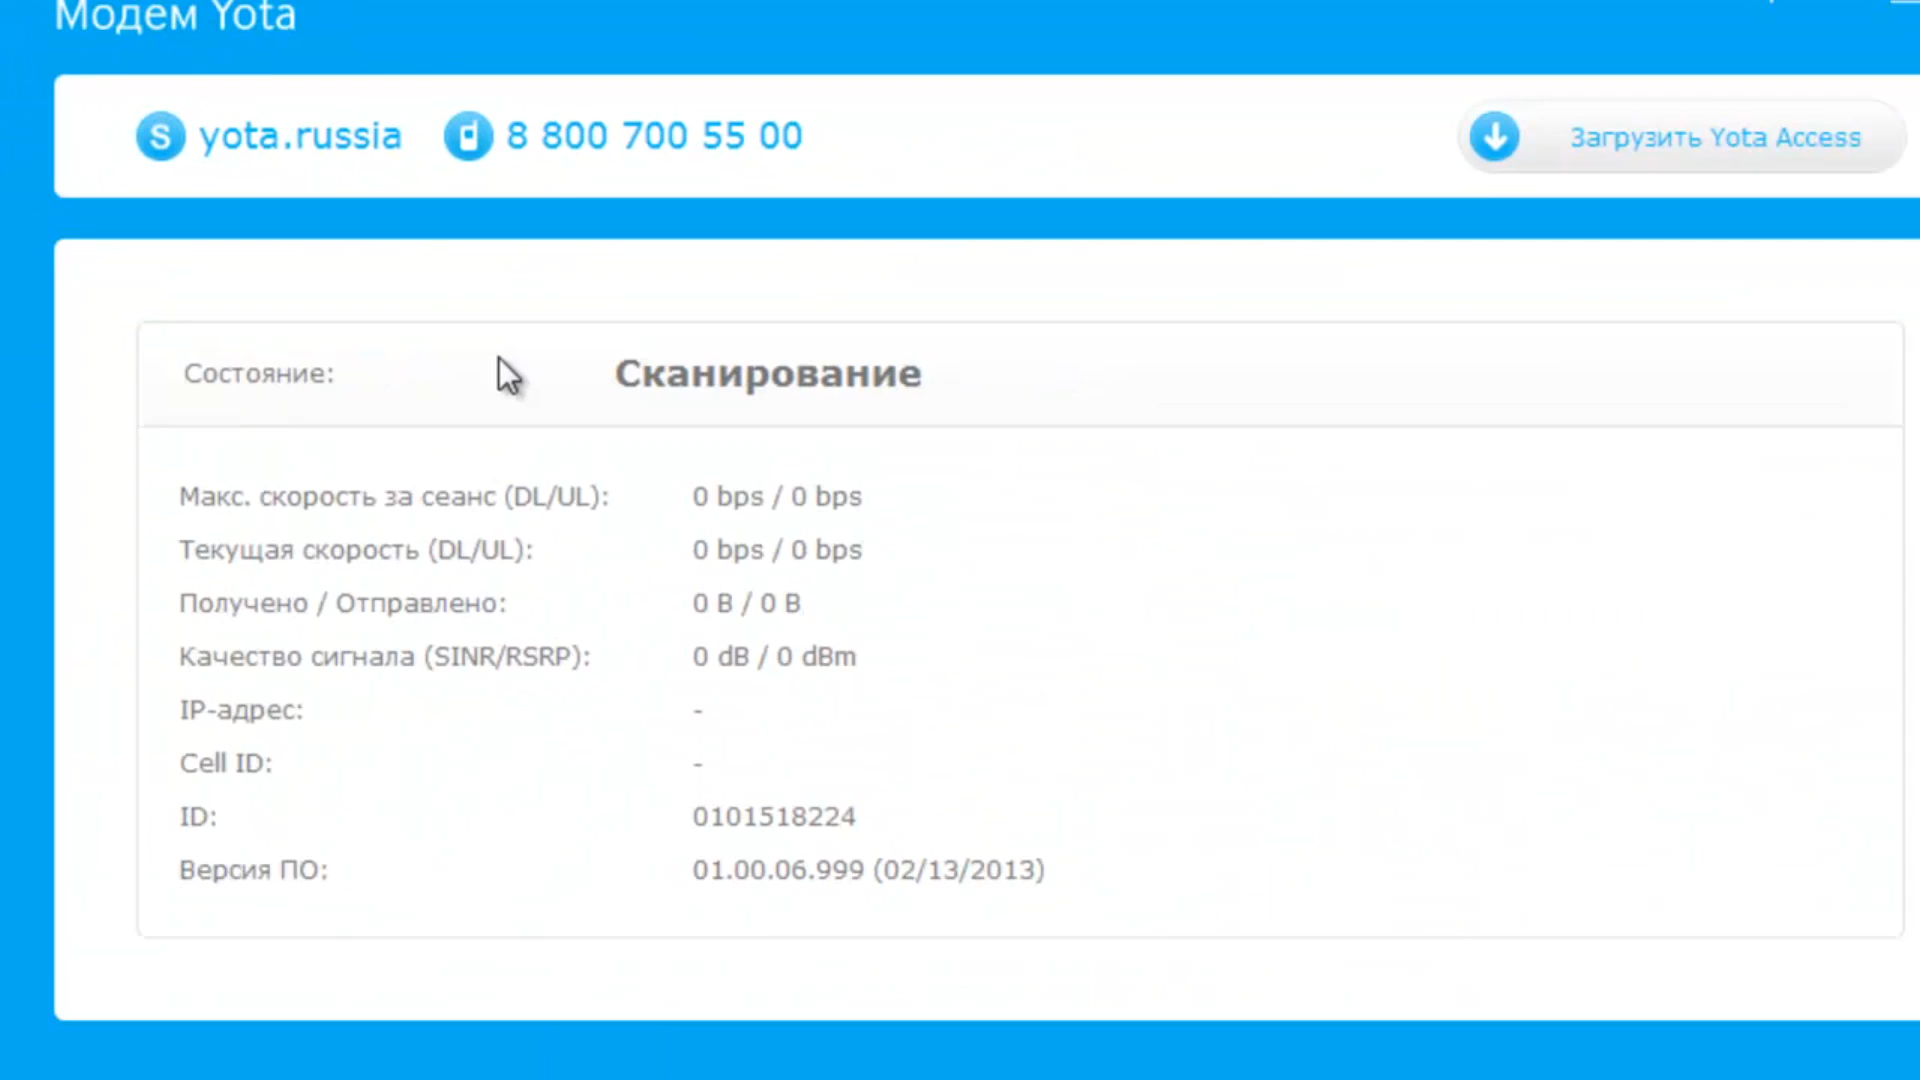 Модем Yota
yota.russia 8 800 700 55 00 Загрузить Yota Access
Состояние: Сканирование
Макс. скорость за сеанс (DL/UL): 0 bps / 0 bps
Текущая скорость (DL/UL): 0 bps / 0 bps
Получено / Отправлено: 0 B / 0 B
Качество сигнала (SINR/RSRP): 0 dB / 0 dBm
IP-адрес: -
Cell ID: -
ID: 0101518224
Версия ПО: 01.00.06.999 (02/13/2013)